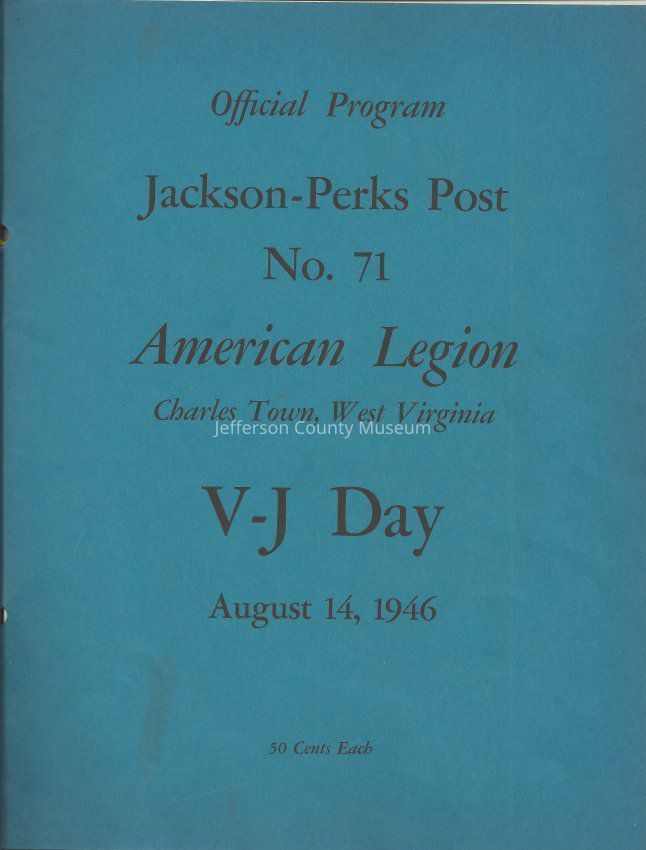 Official Program
Jackson-Perks Post
No. 71
American Legion
Charles Town, West Virginia
Jefferson County Museum
V-J Day
August 14, 1946
50 Cents Each